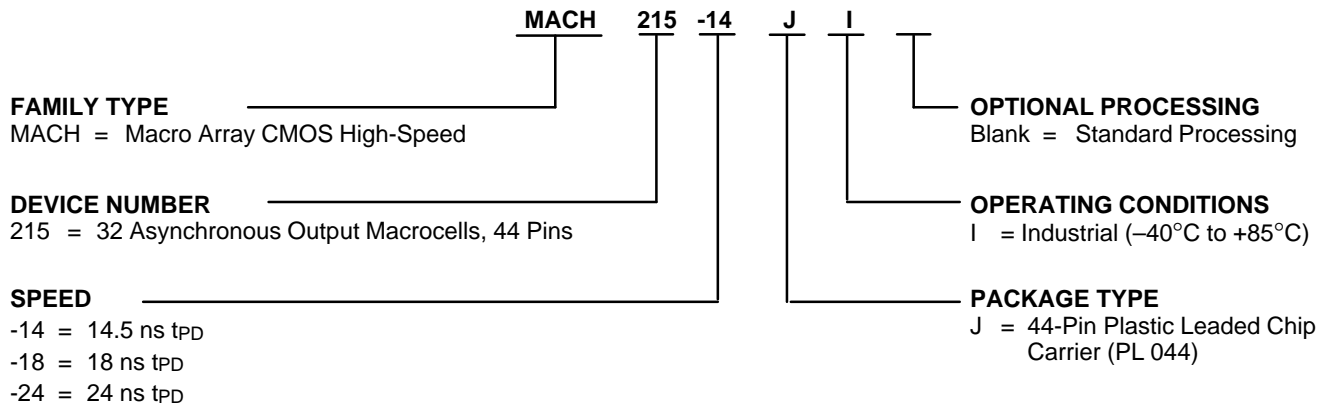 MACH 215 -14 J I
FAMILY TYPE
MACH = Macro Array CMOS High-Speed
DEVICE NUMBER
215 = 32 Asynchronous Output Macrocells, 44 Pins
SPEED
-14 = 14.5 ns tPD
-18 = 18 ns tPD
-24 = 24 ns tPD
OPTIONAL PROCESSING
Blank = Standard Processing
OPERATING CONDITIONS
I = Industrial (–40°C to +85°C)
PACKAGE TYPE
J = 44-Pin Plastic Leaded Chip
Carrier (PL 044)